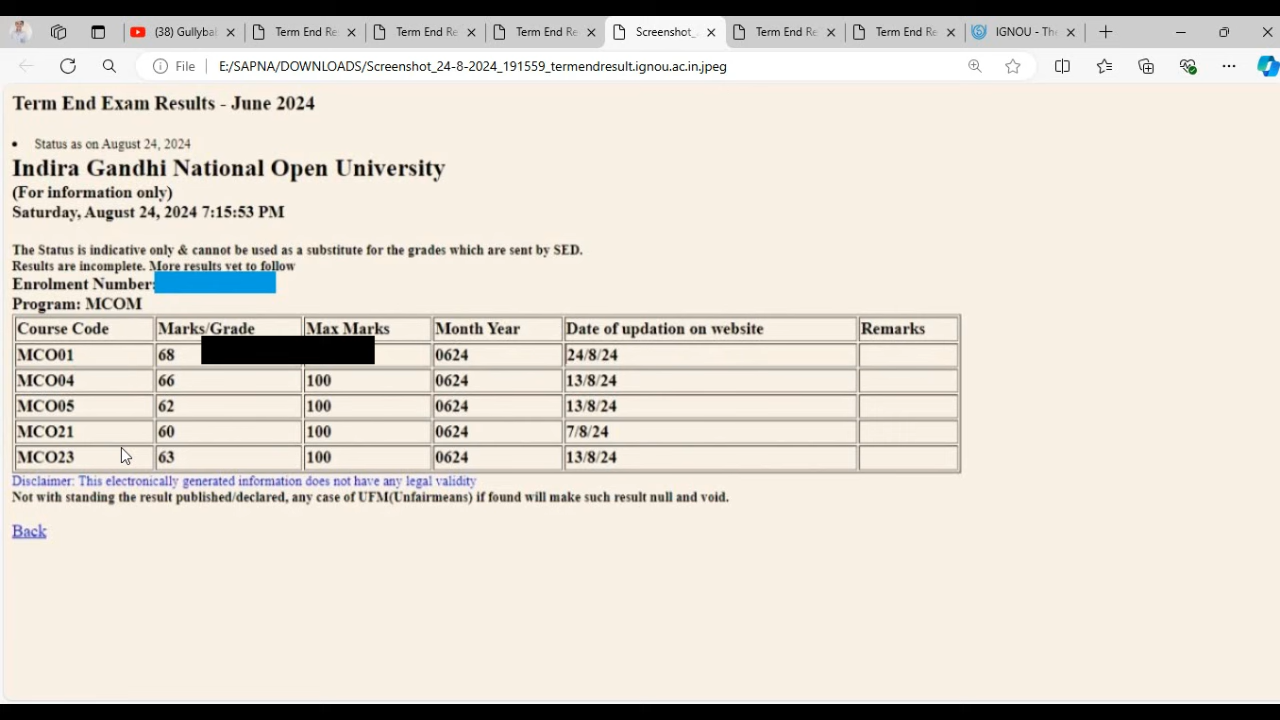 (38) Gullybal
Term End Re
Term End Re
Term End Re
Screenshot_
Term End Re
Term End Re
IGNOU - The
File E:/SAPNA/DOWNLOADS/Screenshot_24-8-2024_191559_termendresult.ignou.ac.in.jpeg
Term End Exam Results - June 2024
Status as on August 24, 2024
Indira Gandhi National Open University
(For information only)
Saturday, August 24, 2024 7:15:53 PM
The Status is indicative only & cannot be used as a substitute for the grades which are sent by SED.
Results are incomplete. More results yet to follow
Enrolment Number:
Program: MCOM
Course Code Marks/Grade Max Marks Month Year Date of updation on website Remarks
MCO01 68 0624 24/8/24
MCO04 66 100 0624 13/8/24
MCO05 62 100 0624 13/8/24
MCO21 60 100 0624 7/8/24
MCO23 63 100 0624 13/8/24
Disclaimer: This electronically generated information does not have any legal validity
Not with standing the result published/declared, any case of UFM(Unfairmeans) if found will make such result null and void.
Back